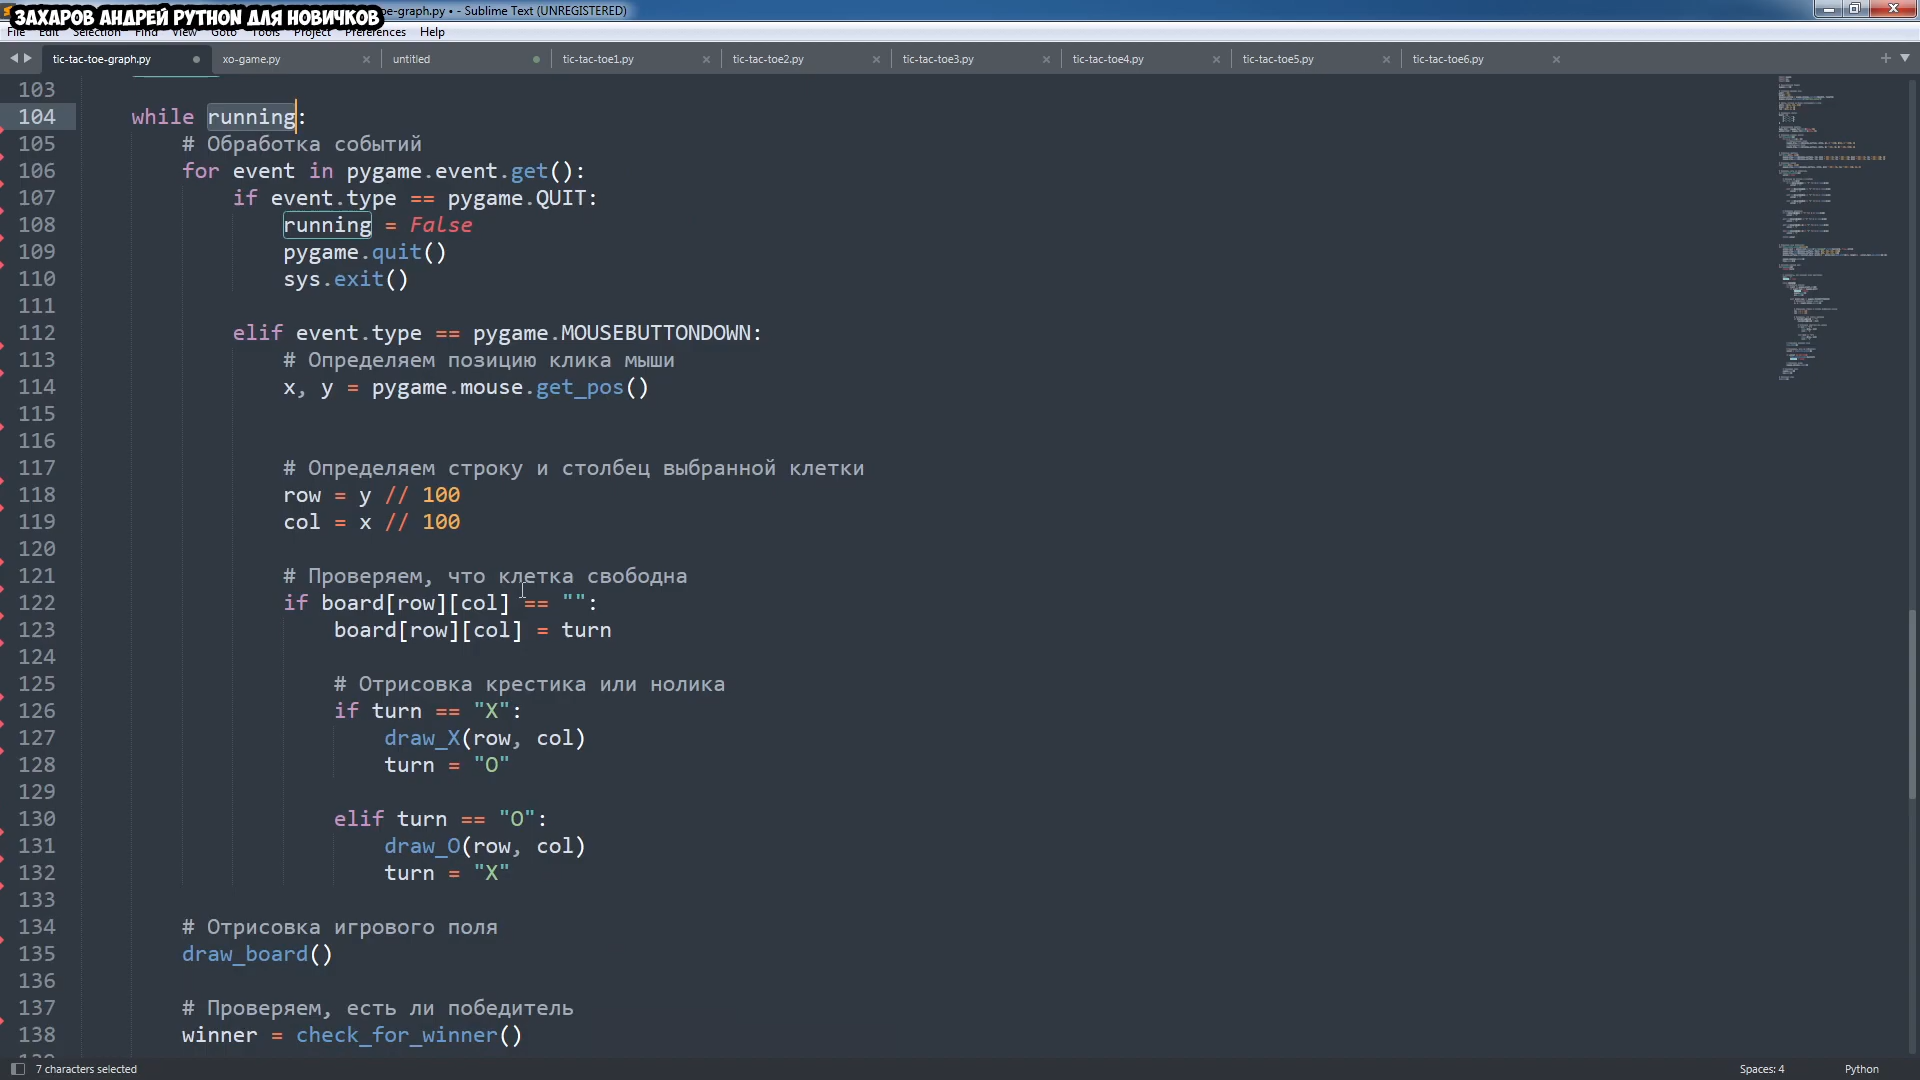 ЗАХАРОВ АНДРЕЙ PYTHON ДЛЯ НОВИЧКОВ
oe-graph.py • - Sublime Text (UNREGISTERED)
File Edit Selection Find View Goto Tools Project Preferences Help
tic-tac-toe-graph.py xo-game.py untitled tic-tac-toe1.py tic-tac-toe2.py tic-tac-toe3.py tic-tac-toe4.py tic-tac-toe5.py tic-tac-toe6.py
103
104 while running:
105 # Обработка событий
106 for event in pygame.event.get():
107 if event.type == pygame.QUIT:
108 running = False
109 pygame.quit()
110 sys.exit()
111
112 elif event.type == pygame.MOUSEBUTTONDOWN:
113 # Определяем позицию клика мыши
114 x, y = pygame.mouse.get_pos()
115
116
117 # Определяем строку и столбец выбранной клетки
118 row = y // 100
119 col = x // 100
120
121 # Проверяем, что клетка свободна
122 if board[row][col] == "":
123 board[row][col] = turn
124
125 # Отрисовка крестика или нолика
126 if turn == "X":
127 draw_X(row, col)
128 turn = "O"
129
130 elif turn == "O":
131 draw_O(row, col)
132 turn = "X"
133
134 # Отрисовка игрового поля
135 draw_board()
136
137 # Проверяем, есть ли победитель
138 winner = check_for_winner()
7 characters selected Spaces: 4 Python